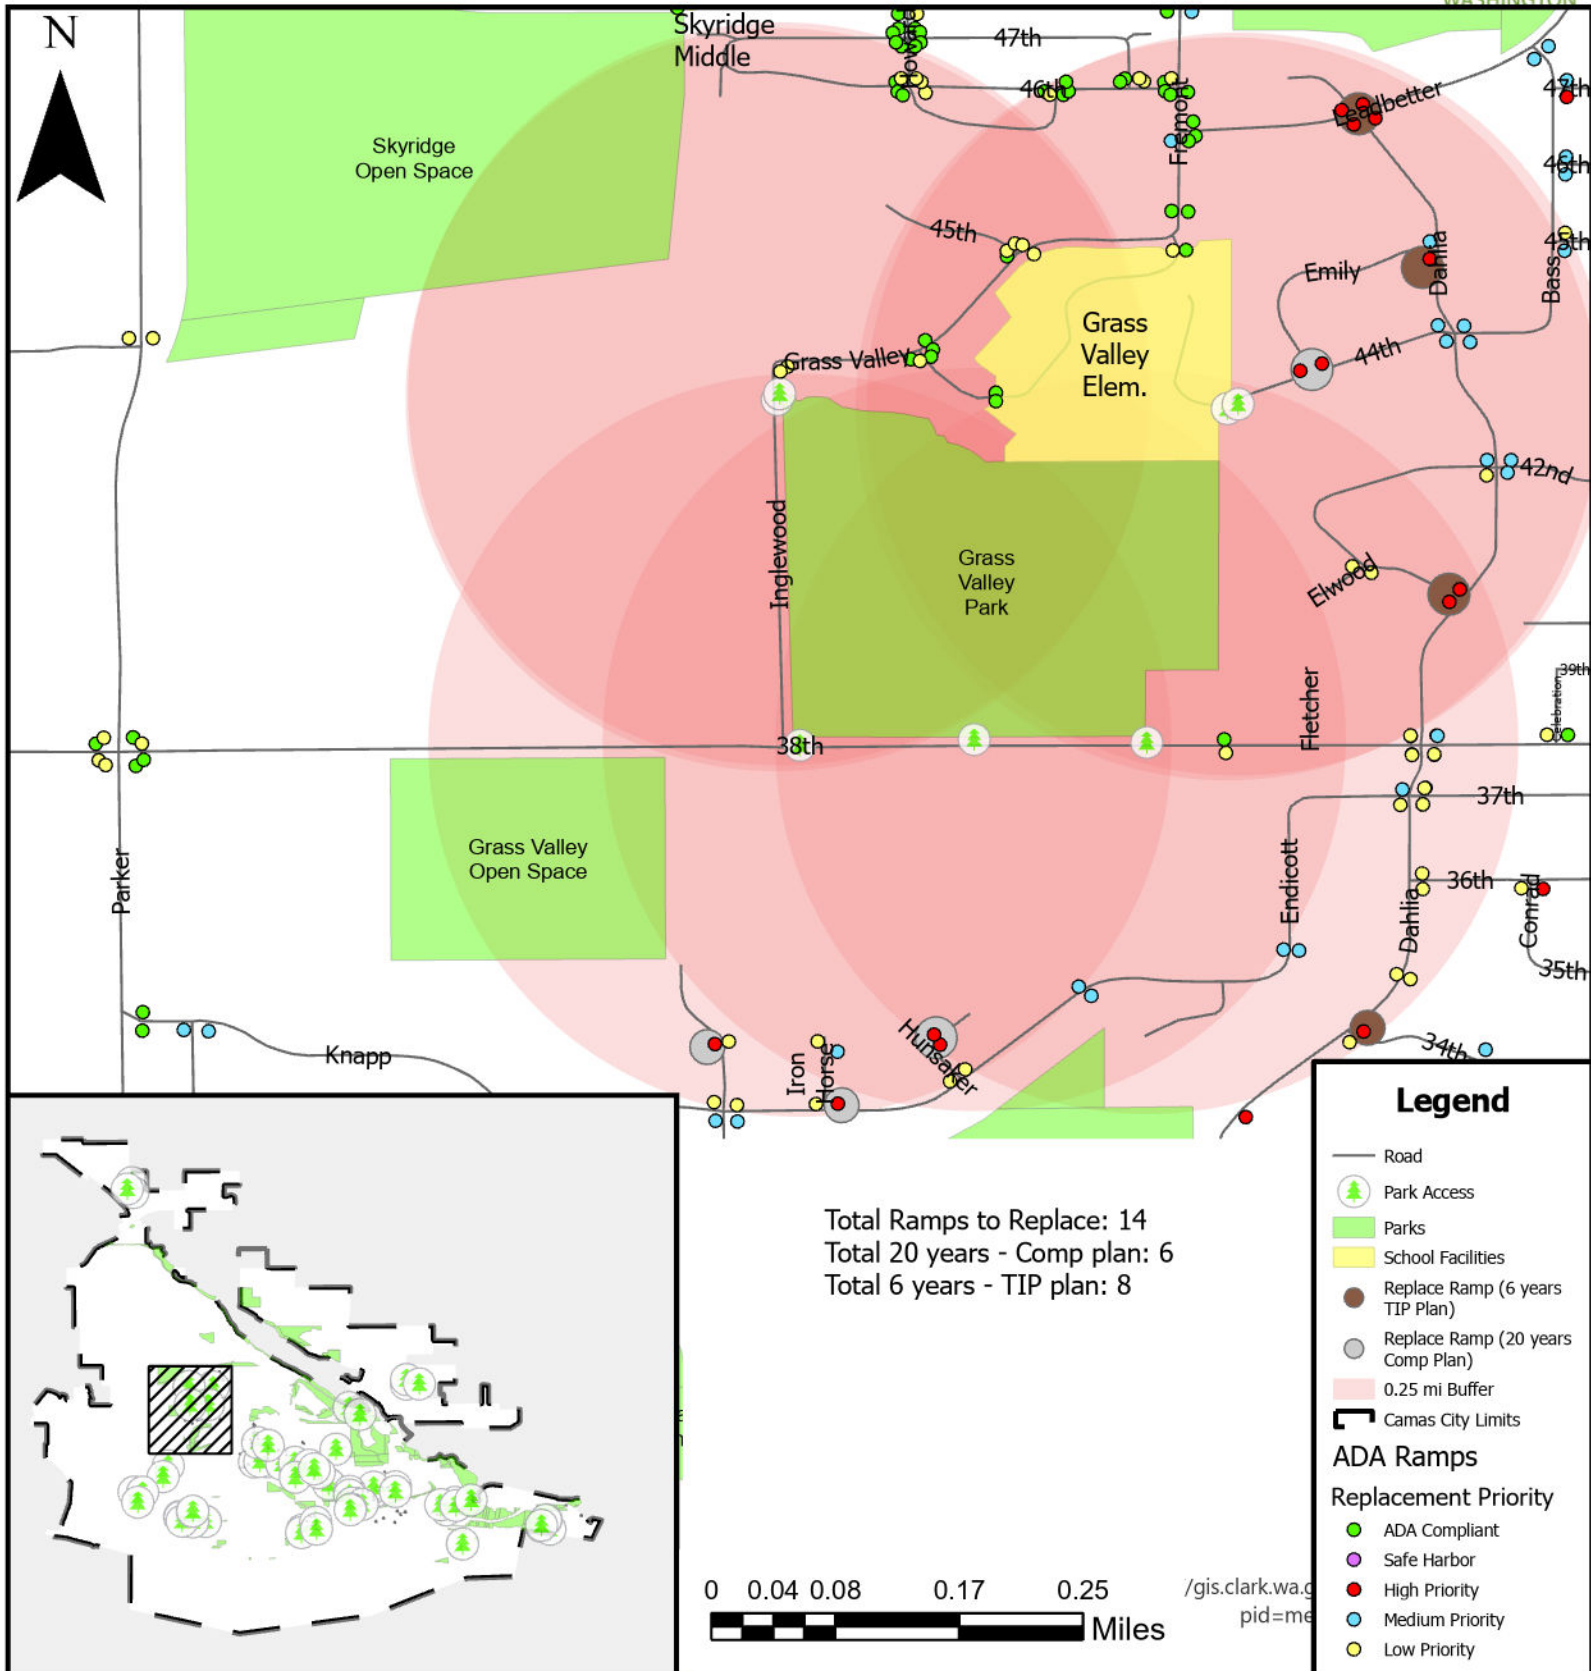 WASHINGTON
N
Skyridge
Middle
Howard
47th
46th
Fremont
Leadbetter
47th
46th
45th
Skyridge
Open Space
45th
Emily
Dahlia
Bass
Grass
Valley
Elem.
Grass Valley
44th
42nd
Inglewood
Grass
Valley
Park
Elwood
Fletcher
39th
Celebration
38th
37th
Grass Valley
Open Space
Parker
Endicott
36th
Dahlia
Conrad
35th
Knapp
Iron
Horse
Hunsaker
34th
Total Ramps to Replace: 14
Total 20 years - Comp plan: 6
Total 6 years - TIP plan: 8
Legend
Road
Park Access
Parks
School Facilities
Replace Ramp (6 years
TIP Plan)
Replace Ramp (20 years
Comp Plan)
0.25 mi Buffer
Camas City Limits
ADA Ramps
Replacement Priority
ADA Compliant
Safe Harbor
High Priority
Medium Priority
Low Priority
0 0.04 0.08 0.17 0.25
Miles
/gis.clark.wa.g
pid=me